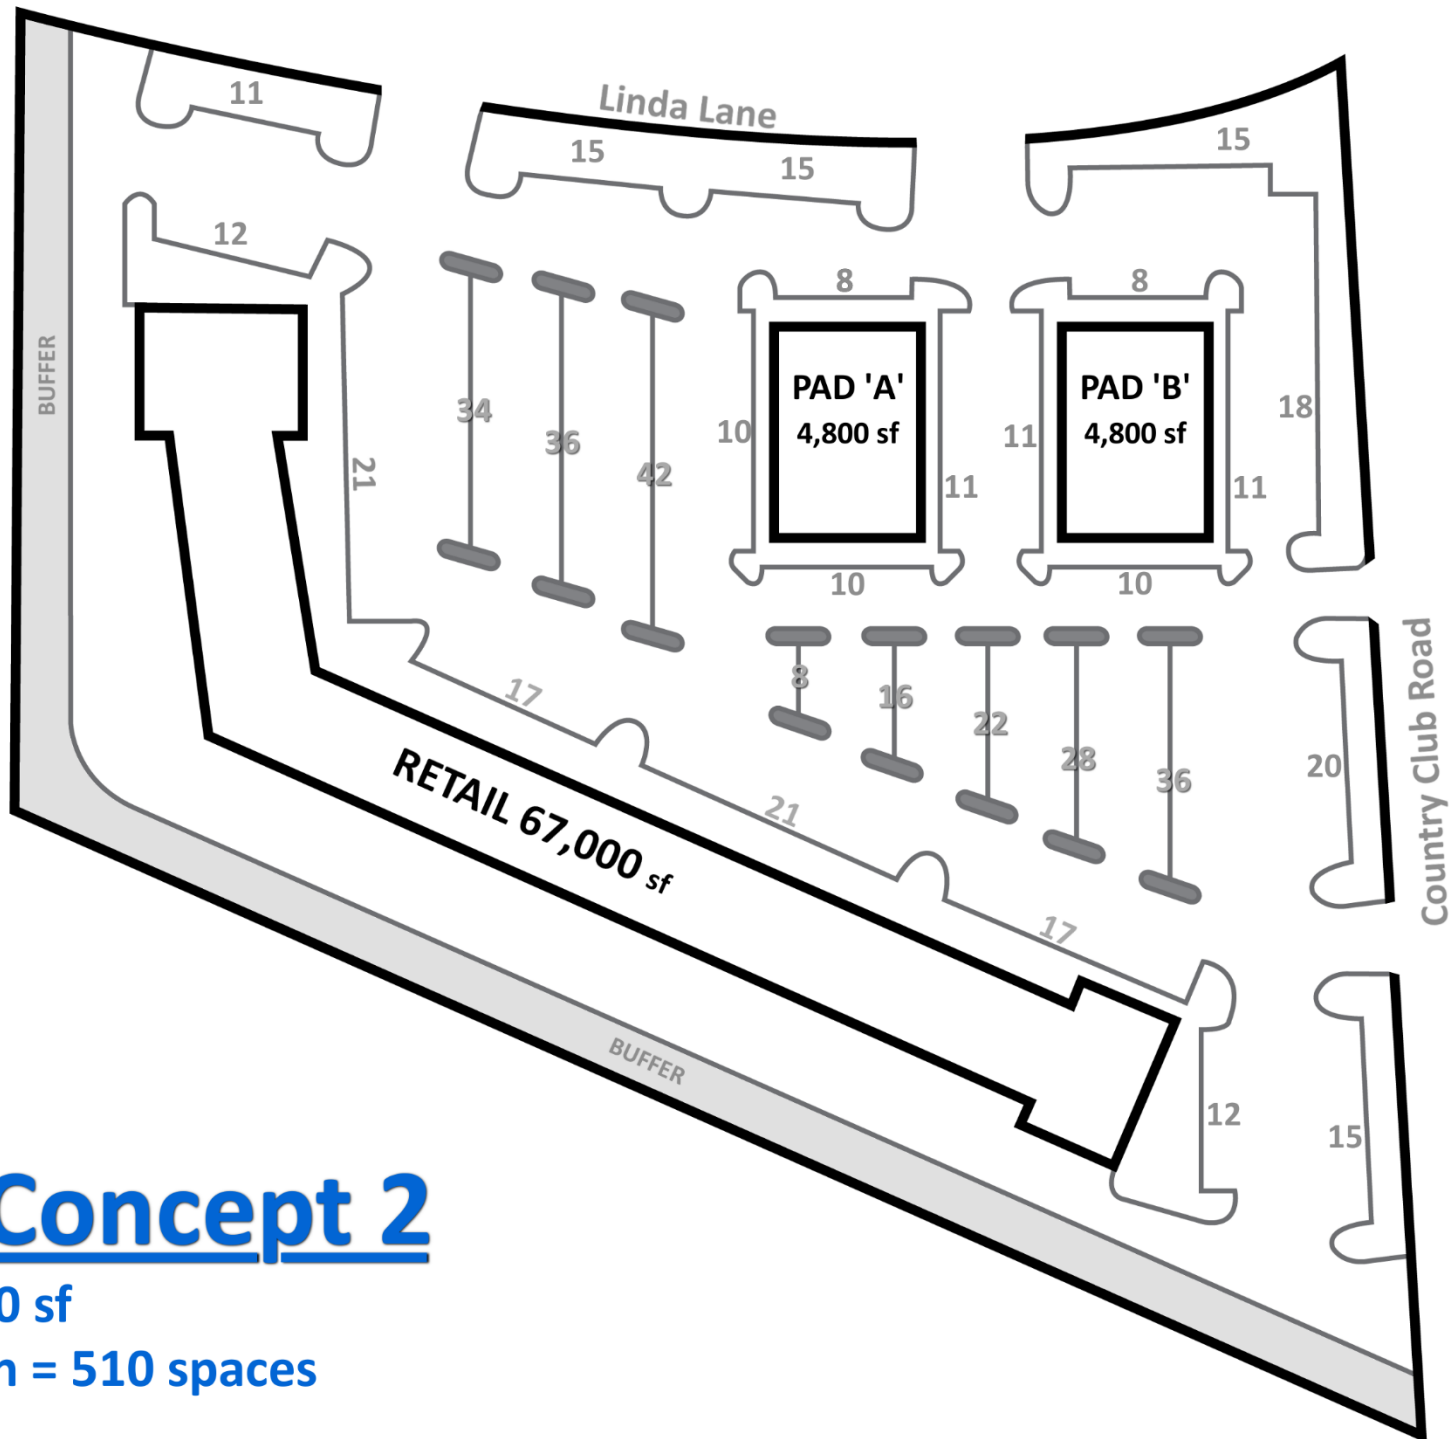 11
Linda Lane
15
15
15
12
8
8
BUFFER
34
36
42
21
10
PAD 'A'
4,800 sf
11
11
PAD 'B'
4,800 sf
11
18
10
10
17
8
16
22
28
36
20
Country Club Road
RETAIL 67,000 sf
21
17
BUFFER
12
15
Concept 2
0 sf
= 510 spaces